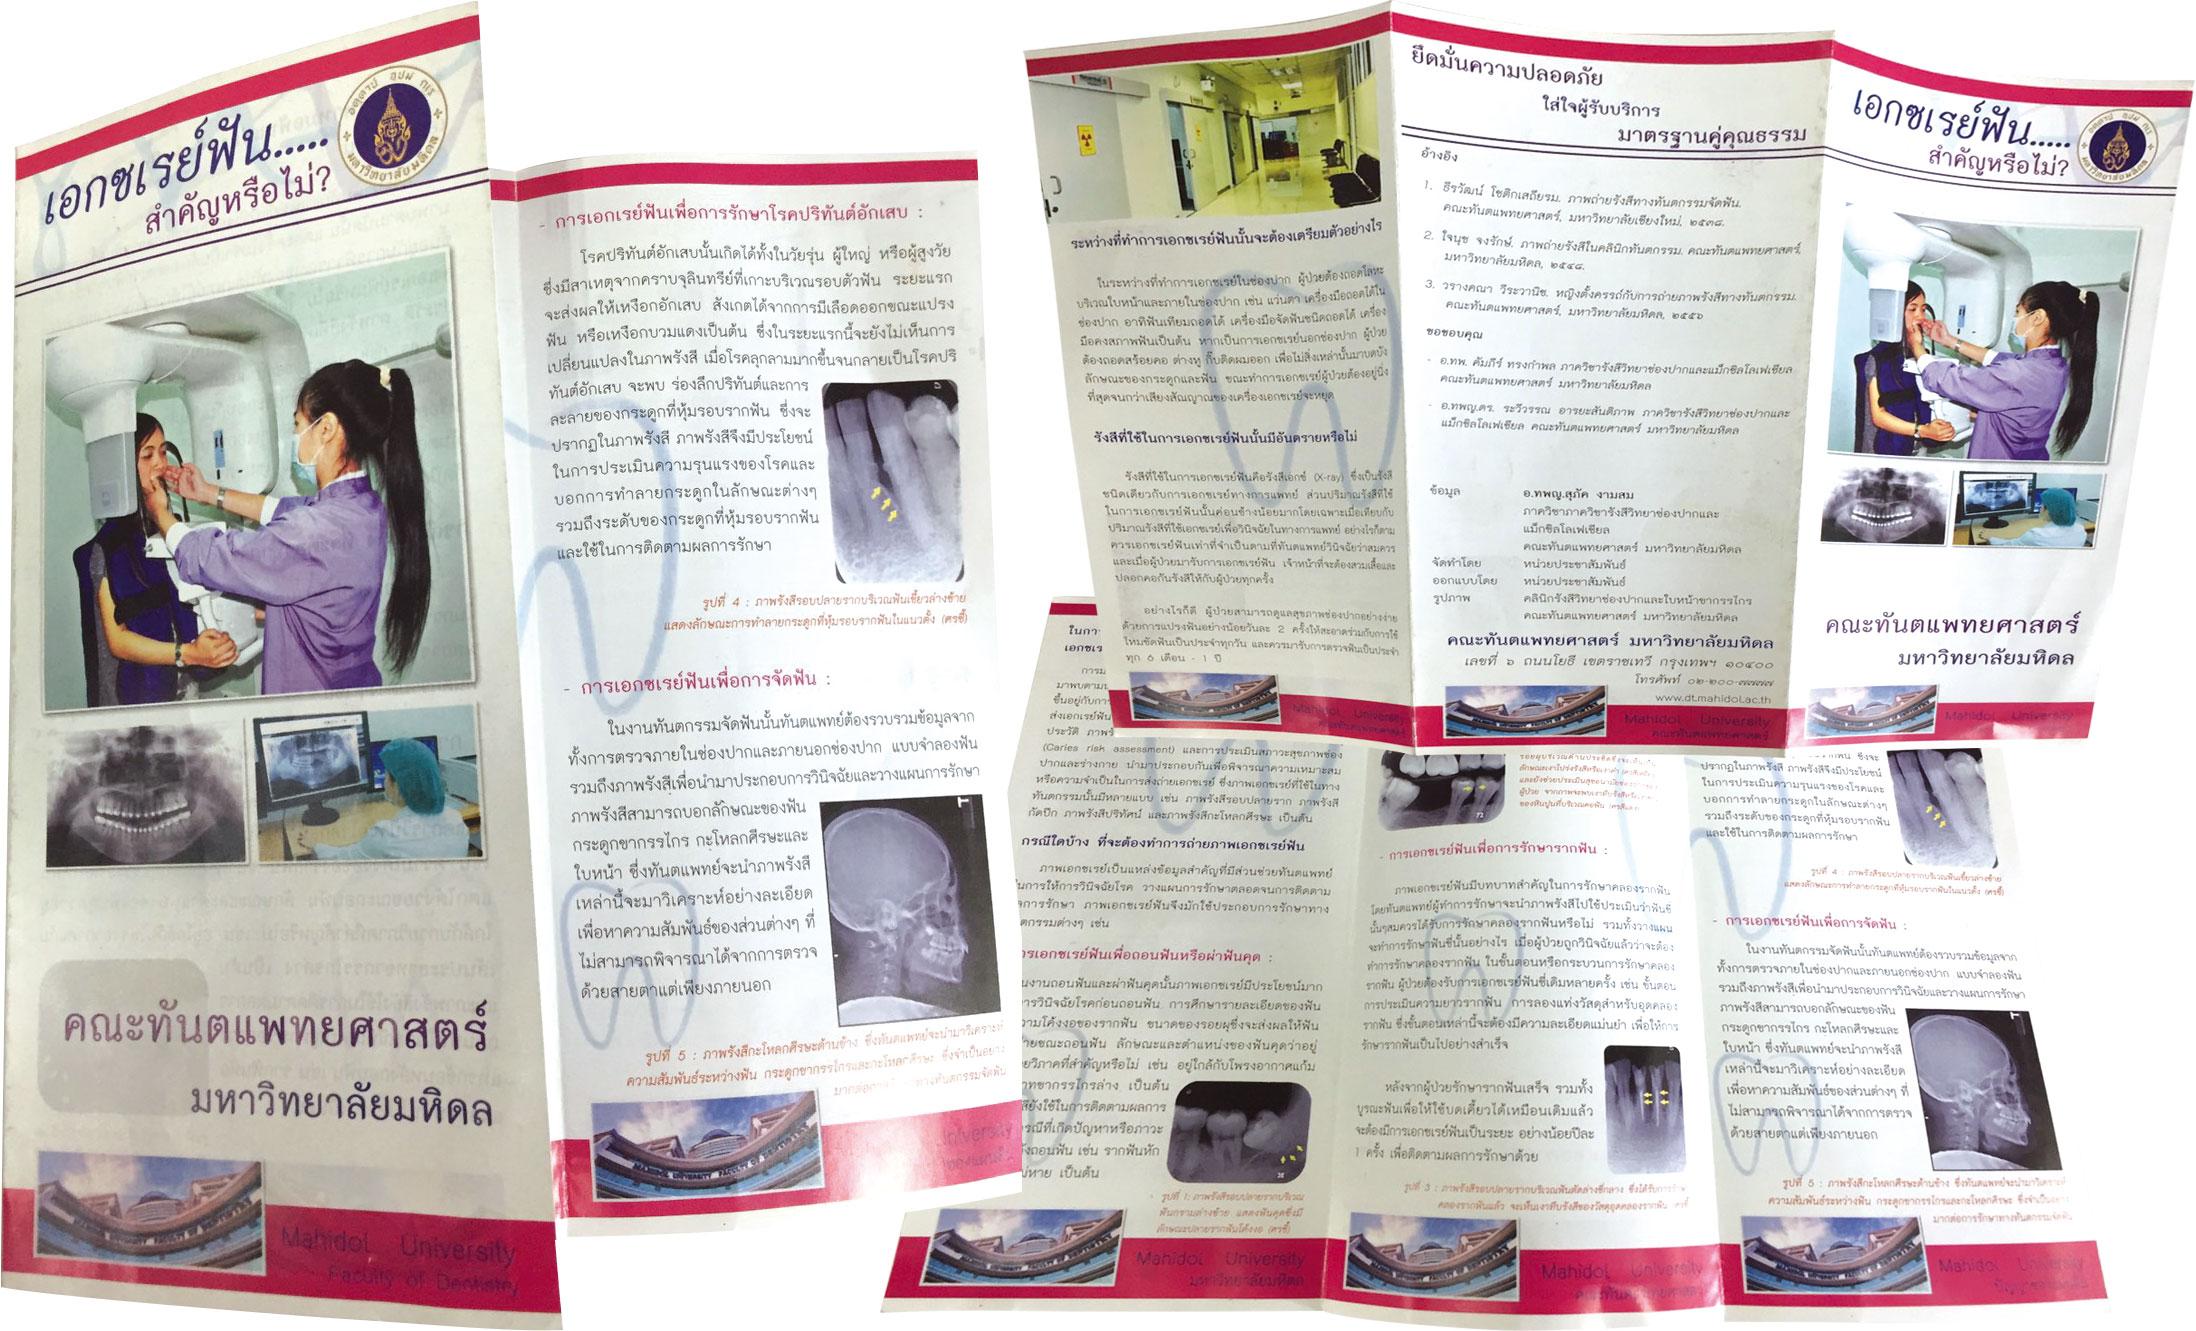 เอกซเรย์ฟัน.....
สำคัญหรือไม่?
คณะทันตแพทยศาสตร์
มหาวิทยาลัยมหิดล
Mahidol University
Faculty of Dentistry
- การเอกเรย์ฟันเพื่อการรักษาโรคปริทันต์อักเสบ :
โรคปริทันต์อักเสบนั้นเกิดได้ทั้งในวัยรุ่น ผู้ใหญ่ หรือผู้สูงวัย
ซึ่งมีสาเหตุจากคราบจุลินทรีย์ที่เกาะบริเวณรอบตัวฟัน ระยะแรก
จะส่งผลให้เหงือกอักเสบ สังเกตได้จากการมีเลือดออกขณะแปรง
ฟัน หรือเหงือกบวมแดงเป็นต้น ซึ่งในระยะแรกนี้จะยังไม่เห็นการ
เปลี่ยนแปลงในภาพรังสี เมื่อโรคลุกลามมากขึ้นจนกลายเป็นโรคปริ
ทันต์อักเสบ จะพบ ร่องลึกปริทันต์และการ
ละลายของกระดูกที่หุ้มรอบรากฟัน ซึ่งจะ
ปรากฏในภาพรังสี ภาพรังสีจึงมีประโยชน์
ในการประเมินความรุนแรงของโรคและ
บอกการทำลายกระดูกในลักษณะต่างๆ
รวมถึงระดับของกระดูกที่หุ้มรอบรากฟัน
และใช้ในการติดตามผลการรักษา
รูปที่ 4 : ภาพรังสีรอบปลายรากบริเวณฟันเขี้ยวล่างซ้าย
แสดงลักษณะการทำลายกระดูกที่หุ้มรอบรากฟันในแนวดิ่ง (ศรชี้)
- การเอกซเรย์ฟันเพื่อการจัดฟัน :
ในงานทันตกรรมจัดฟันนั้นทันตแพทย์ต้องรวบรวมข้อมูลจาก
ทั้งการตรวจภายในช่องปากและภายนอกช่องปาก แบบจำลองฟัน
รวมถึงภาพรังสีเพื่อนำมาประกอบการวินิจฉัยและวางแผนการรักษา
ภาพรังสีสามารถบอกลักษณะของฟัน
กระดูกขากรรไกร กะโหลกศีรษะและ
ใบหน้า ซึ่งทันตแพทย์จะนำภาพรังสี
เหล่านี้จะมาวิเคราะห์อย่างละเอียด
เพื่อหาความสัมพันธ์ของส่วนต่างๆ ที่
ไม่สามารถพิจารณาได้จากการตรวจ
ด้วยสายตาแต่เพียงภายนอก
รูปที่ 5 : ภาพรังสีกะโหลกศีรษะด้านข้าง ซึ่งทันตแพทย์จะนำมาวิเคราะห์
ความสัมพันธ์ระหว่างฟัน กระดูกขากรรไกรและกะโหลกศีรษะ ซึ่งจำเป็นอย่าง
ระหว่างที่ทำการเอกซเรย์ฟันนั้นจะต้องเตรียมตัวอย่างไร
ในระหว่างที่ทำการเอกซเรย์ในช่องปาก ผู้ป่วยต้องถอดโลหะ
บริเวณใบหน้าและภายในช่องปาก เช่น แว่นตา เครื่องมือถอดได้ใน
ช่องปาก อาทิฟันเทียมถอดได้ เครื่องมือจัดฟันชนิดถอดได้ เครื่อง
มือคงสภาพฟันเป็นต้น หากเป็นการเอกซเรย์นอกช่องปาก ผู้ป่วย
ต้องถอดสร้อยคอ ต่างหู กิ๊บติดผมออก เพื่อไม่สิ่งเหล่านั้นมาบดบัง
ลักษณะของกระดูกและฟัน ขณะทำการเอกซเรย์ผู้ป่วยต้องอยู่นิ่ง
ที่สุดจนกว่าเสียงสัญญาณของเครื่องเอกซเรย์จะหยุด
รังสีที่ใช้ในการเอกซเรย์ฟันนั้นมีอันตรายหรือไม่
รังสีที่ใช้ในการเอกซเรย์ฟันคือรังสีเอกซ์ (X-ray) ซึ่งเป็นรังสี
ชนิดเดียวกับการเอกซเรย์ทางการแพทย์ ส่วนปริมาณรังสีที่ใช้
ในการเอกซเรย์ฟันนั้นค่อนข้างน้อยมากโดยเฉพาะเมื่อเทียบกับ
ปริมาณรังสีที่ใช้เอกซเรย์เพื่อวินิจฉัยในทางการแพทย์ อย่างไรก็ตาม
ควรเอกซเรย์ฟันเท่าที่จำเป็นตามที่ทันตแพทย์วินิจฉัยว่าสมควร
และเมื่อผู้ป่วยมารับการเอกซเรย์ฟัน เจ้าหน้าที่จะต้องสวมเสื้อและ
ปลอกคอกันรังสีให้กับผู้ป่วยทุกครั้ง
อย่างไรก็ดี ผู้ป่วยสามารถดูแลสุขภาพช่องปากอย่างง่าย
ด้วยการแปรงฟันอย่างน้อยวันละ 2 ครั้งให้สะอาดร่วมกับการใช้
ไหมขัดฟันเป็นประจำทุกวัน และควรมารับการตรวจฟันเป็นประจำ
ทุก 6 เดือน - 1 ปี
Mahidol University
ยึดมั่นความปลอดภัย
ใส่ใจผู้รับบริการ
มาตรฐานคู่คุณธรรม
อ้างอิง
1. ธีรวัฒน์ โชติกเสถียรม. ภาพถ่ายรังสีทางทันตกรรมจัดฟัน.
คณะทันตแพทยศาสตร์, มหาวิทยาลัยเชียงใหม่, ๒๕๓๘.
2. ใจนุช จงรักษ์. ภาพถ่ายรังสีในคลินิกทันตกรรม. คณะทันตแพทยศาสตร์,
มหาวิทยาลัยมหิดล, ๒๕๔๘.
3. วรางคณา วีระวานิช. หญิงตั้งครรถ์กับการถ่ายภาพรังสีทางทันตกรรม.
คณะทันตแพทยศาสตร์, มหาวิทยาลัยมหิดล, ๒๕๕๖
ขอขอบคุณ
- อ.ทพ. คัมภีร์ ทรงกำพล ภาควิชารังสีวิทยาช่องปากและแม็กซิลโลเฟเชียล
คณะทันตแพทยศาสตร์ มหาวิทยาลัยมหิดล
- อ.ทพญ.ดร. ระวีวรรณ อารยะสันติภาพ ภาควิชารังสีวิทยาช่องปากและ
แม็กซิลโลเฟเชียล คณะทันตแพทยศาสตร์ มหาวิทยาลัยมหิดล
ข้อมูล อ.ทพญ.สุภัค งามสม
ภาควิชาภาควิชารังสีวิทยาช่องปากและ
แม็กซิลโลเฟเชียล
คณะทันตแพทยศาสตร์ มหาวิทยาลัยมหิดล
จัดทำโดย หน่วยประชาสัมพันธ์
ออกแบบโดย หน่วยประชาสัมพันธ์
รูปภาพ คลินิกรังสีวิทยาช่องปากและใบหน้าขากรรไกร
คณะทันตแพทยศาสตร์ มหาวิทยาลัยมหิดล
คณะทันตแพทยศาสตร์ มหาวิทยาลัยมหิดล
เลขที่ ๖ ถนนโยธี เขตราชเทวี กรุงเทพฯ ๑๐๔๐๐
โทรศัพท์ ๐๒-๒๐๐-๗๗๗๗
www.dt.mahidol.ac.th
Mahidol University
คณะทันตแพทยศาสตร์
เอกซเรย์ฟัน.....
สำคัญหรือไม่?
คณะทันตแพทยศาสตร์
มหาวิทยาลัยมหิดล
Mahidol University
(Caries risk assessment) และการประเมินสภาวะสุขภาพช่อง
ปากและร่างกาย นำมาประกอบกันเพื่อพิจารณาความเหมาะสม
หรือความจำเป็นในการส่งถ่ายเอกซเรย์ ซึ่งภาพเอกซเรย์ที่ใช้ในทาง
ทันตกรรมนั้นมีหลายแบบ เช่น ภาพรังสีรอบปลายราก ภาพรังสี
กัดปีก ภาพรังสีปริทัศน์ และภาพรังสีกะโหลกศีรษะ เป็นต้น
กรณีใดบ้าง ที่จะต้องทำการถ่ายภาพเอกซเรย์ฟัน
ภาพเอกซเรย์เป็นแหล่งข้อมูลสำคัญที่มีส่วนช่วยทันตแพทย์
ในการให้การวินิจฉัยโรค วางแผนการรักษาตลอดจนการติดตาม
การรักษา ภาพเอกซเรย์ฟันจึงมักใช้ประกอบการรักษาทาง
ตกรรมต่างๆ เช่น
ารเอกซเรย์ฟันเพื่อถอนฟันหรือผ่าฟันคุด :
นงานถอนฟันและผ่าฟันคุดนั้นภาพเอกซเรย์มีประโยชน์มาก
ารวินิจฉัยโรคก่อนถอนฟัน การศึกษารายละเอียดของฟัน
วามโค้งงอของรากฟัน ขนาดของรอยผุซึ่งจะส่งผลให้ฟัน
ายขณะถอนฟัน ลักษณะและตำแหน่งของฟันคุดว่าอยู่
ยวิภาคที่สำคัญหรือไม่ เช่น อยู่ใกล้กับโพรงอากาศแก้ม
าทขากรรไกรล่าง เป็นต้น
สียังใช้ในการติดตามผลการ
รณีที่เกิดปัญหาหรือภาวะ
งถอนฟัน เช่น รากฟันหัก
หาย เป็นต้น
รูปที่ 1: ภาพรังสีรอบปลายรากบริเวณ
ฟันกรามล่างซ้าย แสดงฟันคุดซึ่งมี
ลักษณะปลายรากฟันโค้งงอ (ศรชี้)
Mahidol University
มหาวิทยาลัยมหิดล
- การเอกซเรย์ฟันเพื่อการรักษารากฟัน :
ภาพเอกซเรย์ฟันมีบทบาทสำคัญในการรักษาคลองรากฟัน
โดยทันตแพทย์ผู้ทำการรักษาจะนำภาพรังสีไปใช้ประเมินว่าฟันซี่
นั้นๆสมควรได้รับการรักษาคลองรากฟันหรือไม่ รวมทั้งวางแผน
จะทำการรักษาฟันซี่นั้นอย่างไร เมื่อผู้ป่วยถูกวินิจฉัยแล้วว่าจะต้อง
ทำการรักษาคลองรากฟัน ในขั้นตอนหรือกระบวนการรักษาคลอง
รากฟัน ผู้ป่วยต้องรับการเอกซเรย์ฟันซี่เดิมหลายครั้ง เช่น ขั้นตอน
การประเมินความยาวรากฟัน การลองแท่งวัสดุสำหรับอุดคลอง
รากฟัน ซึ่งขั้นตอนเหล่านี้จะต้องมีความละเอียดแม่นยำ เพื่อให้การ
รักษารากฟันเป็นไปอย่างสำเร็จ
หลังจากผู้ป่วยรักษารากฟันเสร็จ รวมทั้ง
บูรณะฟันเพื่อให้ใช้บดเคี้ยวได้เหมือนเดิมแล้ว
จะต้องมีการเอกซเรย์ฟันเป็นระยะ อย่างน้อยปีละ
1 ครั้ง เพื่อติดตามผลการรักษาด้วย
รูปที่ 3 : ภาพรังสีรอบปลายรากบริเวณฟันตัดล่างซี่กลาง ซึ่งได้รับการรักษา
คลองรากฟันแล้ว จะเห็นเงาทึบรังสีของวัสดุอุดคลองรากฟัน
Mahidol University
ปรากฏในภาพรังสี ภาพรังสีจึงมีประโยชน์
ในการประเมินความรุนแรงของโรคและ
บอกการทำลายกระดูกในลักษณะต่างๆ
รวมถึงระดับของกระดูกที่หุ้มรอบรากฟัน
และใช้ในการติดตามผลการรักษา
รูปที่ 4 : ภาพรังสีรอบปลายรากบริเวณฟันเขี้ยวล่างซ้าย
แสดงลักษณะการทำลายกระดูกที่หุ้มรอบรากฟันในแนวดิ่ง (ศรชี้)
- การเอกซเรย์ฟันเพื่อการจัดฟัน :
ในงานทันตกรรมจัดฟันนั้นทันตแพทย์ต้องรวบรวมข้อมูลจาก
ทั้งการตรวจภายในช่องปากและภายนอกช่องปาก แบบจำลองฟัน
รวมถึงภาพรังสีเพื่อนำมาประกอบการวินิจฉัยและวางแผนการรักษา
ภาพรังสีสามารถบอกลักษณะของฟัน
กระดูกขากรรไกร กะโหลกศีรษะและ
ใบหน้า ซึ่งทันตแพทย์จะนำภาพรังสี
เหล่านี้จะมาวิเคราะห์อย่างละเอียด
เพื่อหาความสัมพันธ์ของส่วนต่างๆ ที่
ไม่สามารถพิจารณาได้จากการตรวจ
ด้วยสายตาแต่เพียงภายนอก
รูปที่ 5 : ภาพรังสีกะโหลกศีรษะด้านข้าง ซึ่งทันตแพทย์จะนำมาวิเคราะห์
ความสัมพันธ์ระหว่างฟัน กระดูกขากรรไกรและกะโหลกศีรษะ ซึ่งจำเป็นอย่าง
มากต่อการรักษาทางทันตกรรมจัดฟัน
Mahidol University